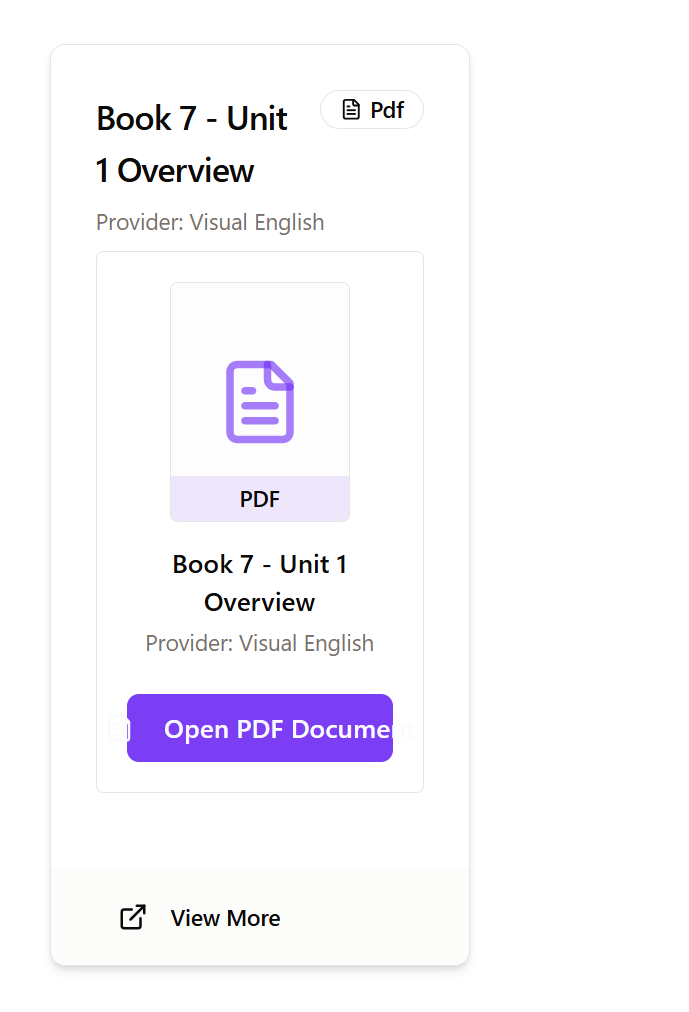 Book 7 - Unit
1 Overview
Pdf
Provider: Visual English
PDF
Book 7 - Unit 1
Overview
Provider: Visual English
Open PDF Document
View More